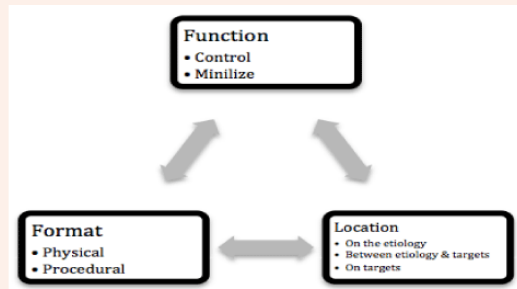 Function
• Control
• Minilize
Format
• Physical
• Procedural
Location
• On the etiology
• Between etiology & targets
• On targets